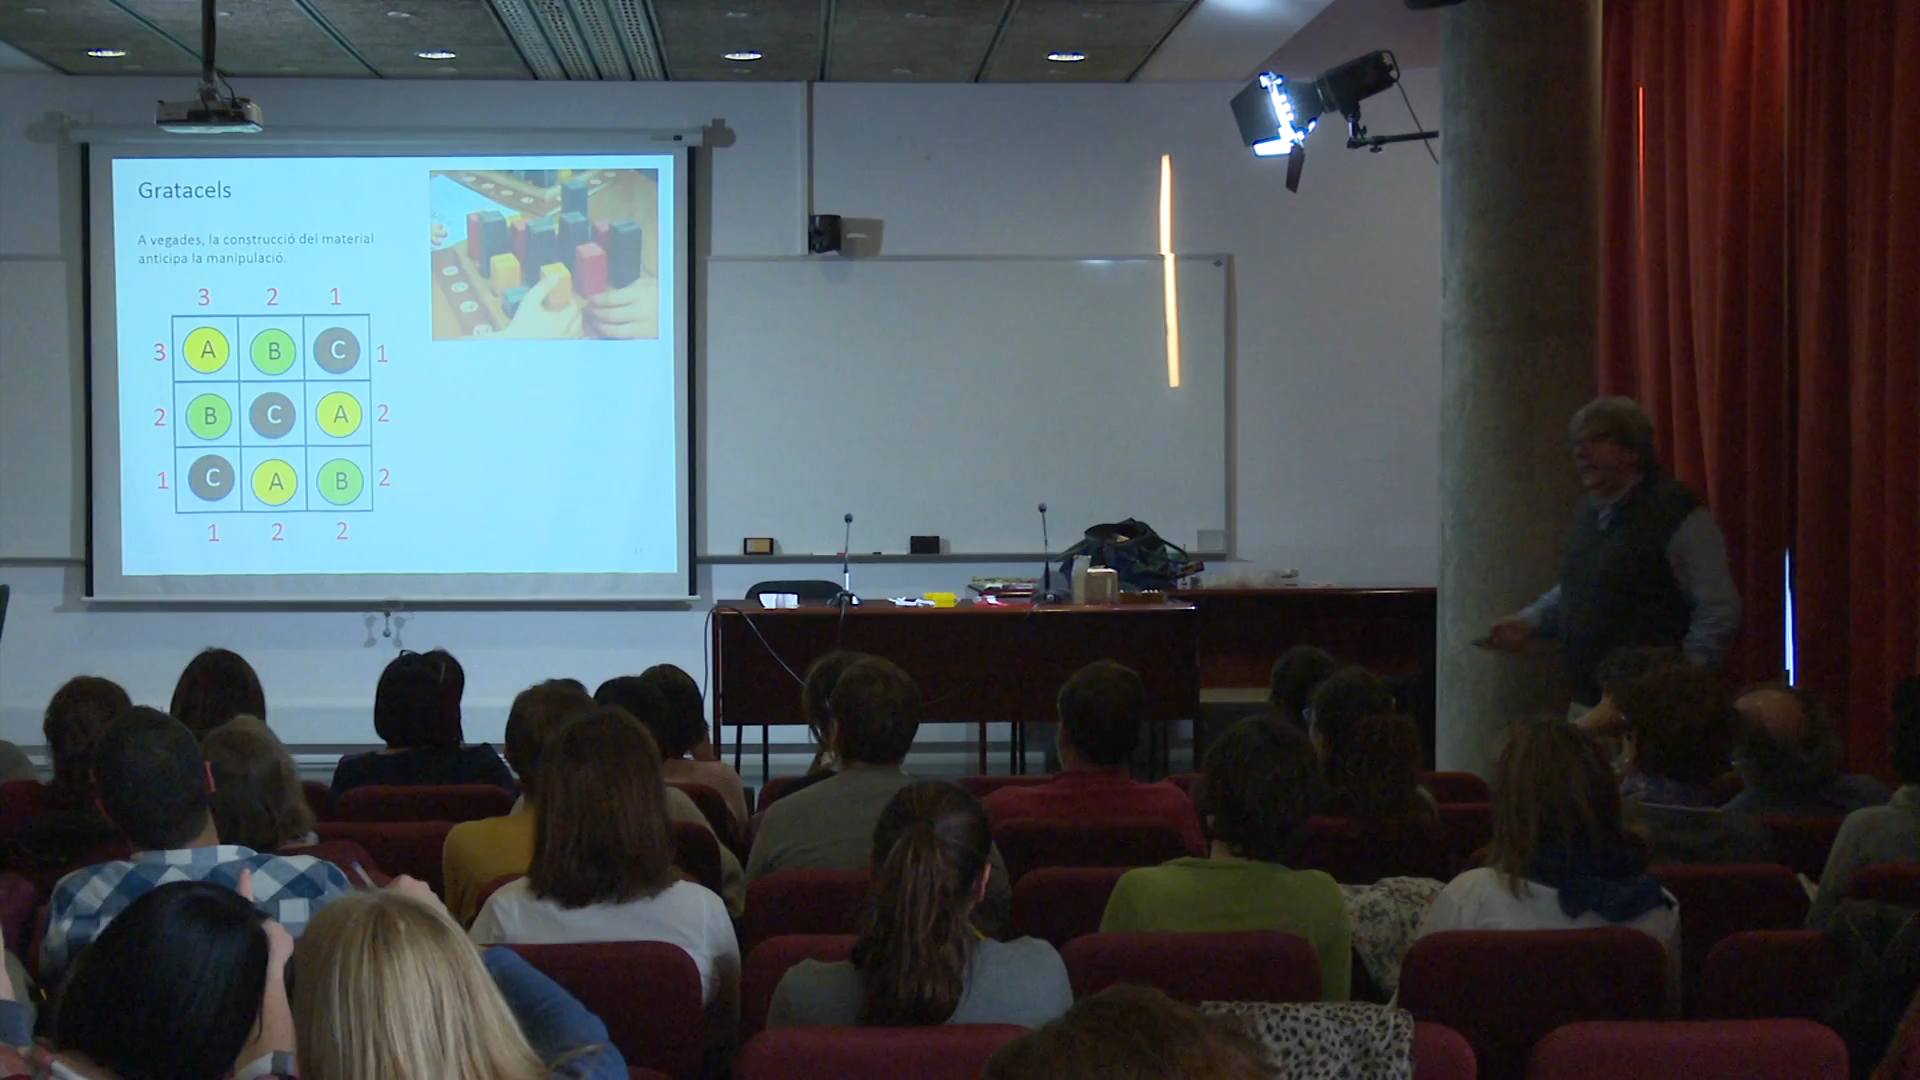 Gratacels
A vegades, la construcció del material
anticipa la manipulació.
3 2 1
3 A B C 1
2 B C A 2
1 C A B 2
1 2 2